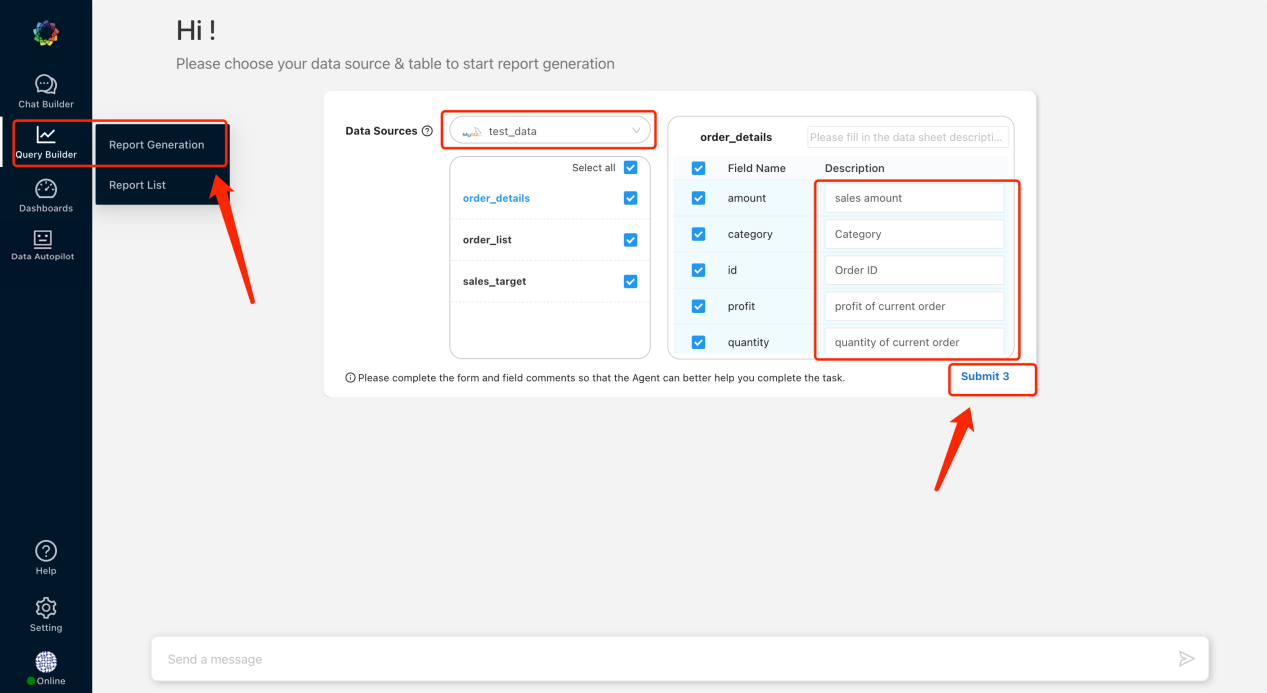 Hi !
Please choose your data source & table to start report generation
Chat Builder
Query Builder
Report Generation
Report List
Dashboards
Data Autopilot
Help
Setting
Online
Data Sources ?
test_data
Select all
order_details
order_list
sales_target
order_details
Please fill in the data sheet descripti...
Field Name Description
amount sales amount
category Category
id Order ID
profit profit of current order
quantity quantity of current order
Please complete the form and field comments so that the Agent can better help you complete the task.
Submit 3
Send a message